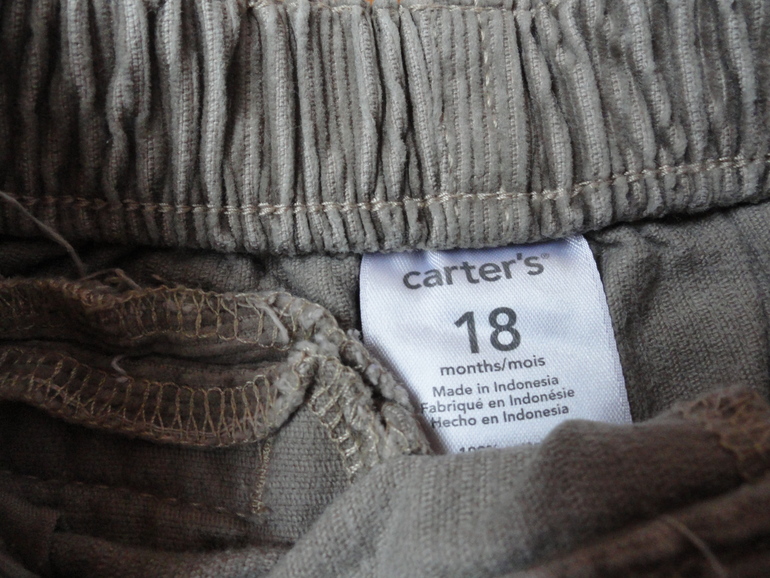 carter's
18
months/mois
Made in Indonesia
Fabriqué en Indonésie
Hecho en Indonesia